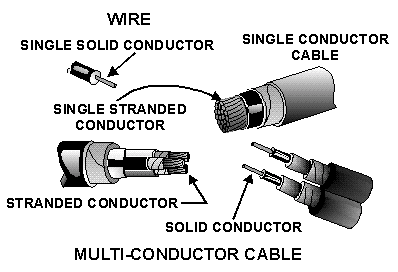 WIRE
SINGLE SOLID CONDUCTOR
SINGLE CONDUCTOR
CABLE
SINGLE STRANDED
CONDUCTOR
STRANDED CONDUCTOR
SOLID CONDUCTOR
MULTI-CONDUCTOR CABLE